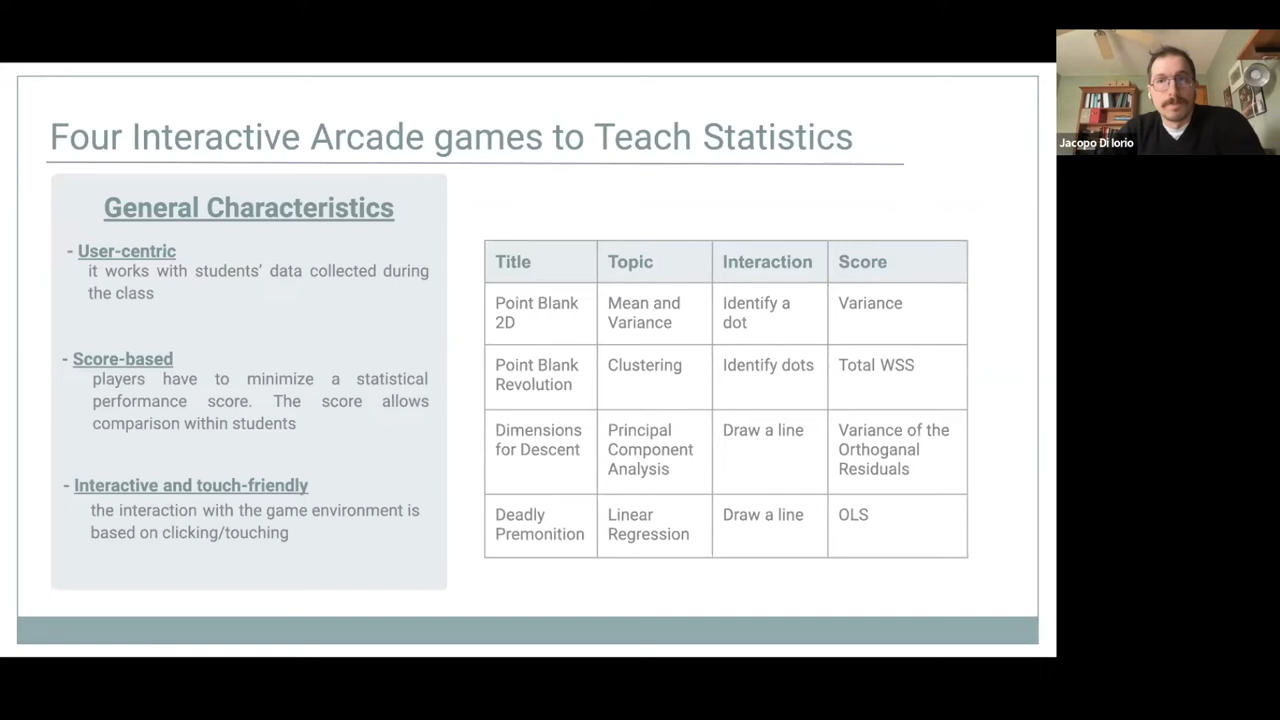 Four Interactive Arcade games to Teach Statistics
General Characteristics
- User-centric
it works with students' data collected during
the class
- Score-based
players have to minimize a statistical
performance score. The score allows
comparison within students
- Interactive and touch-friendly
the interaction with the game environment is
based on clicking/touching
Title Topic Interaction Score
Point Blank
2D
Mean and
Variance
Identify a
dot
Variance
Point Blank
Revolution
Clustering
Identify dots
Total WSS
Dimensions
for Descent
Principal
Component
Analysis
Draw a line
Variance of the
Orthoganal
Residuals
Deadly
Premonition
Linear
Regression
Draw a line
OLS
Jacopo Di Iorio